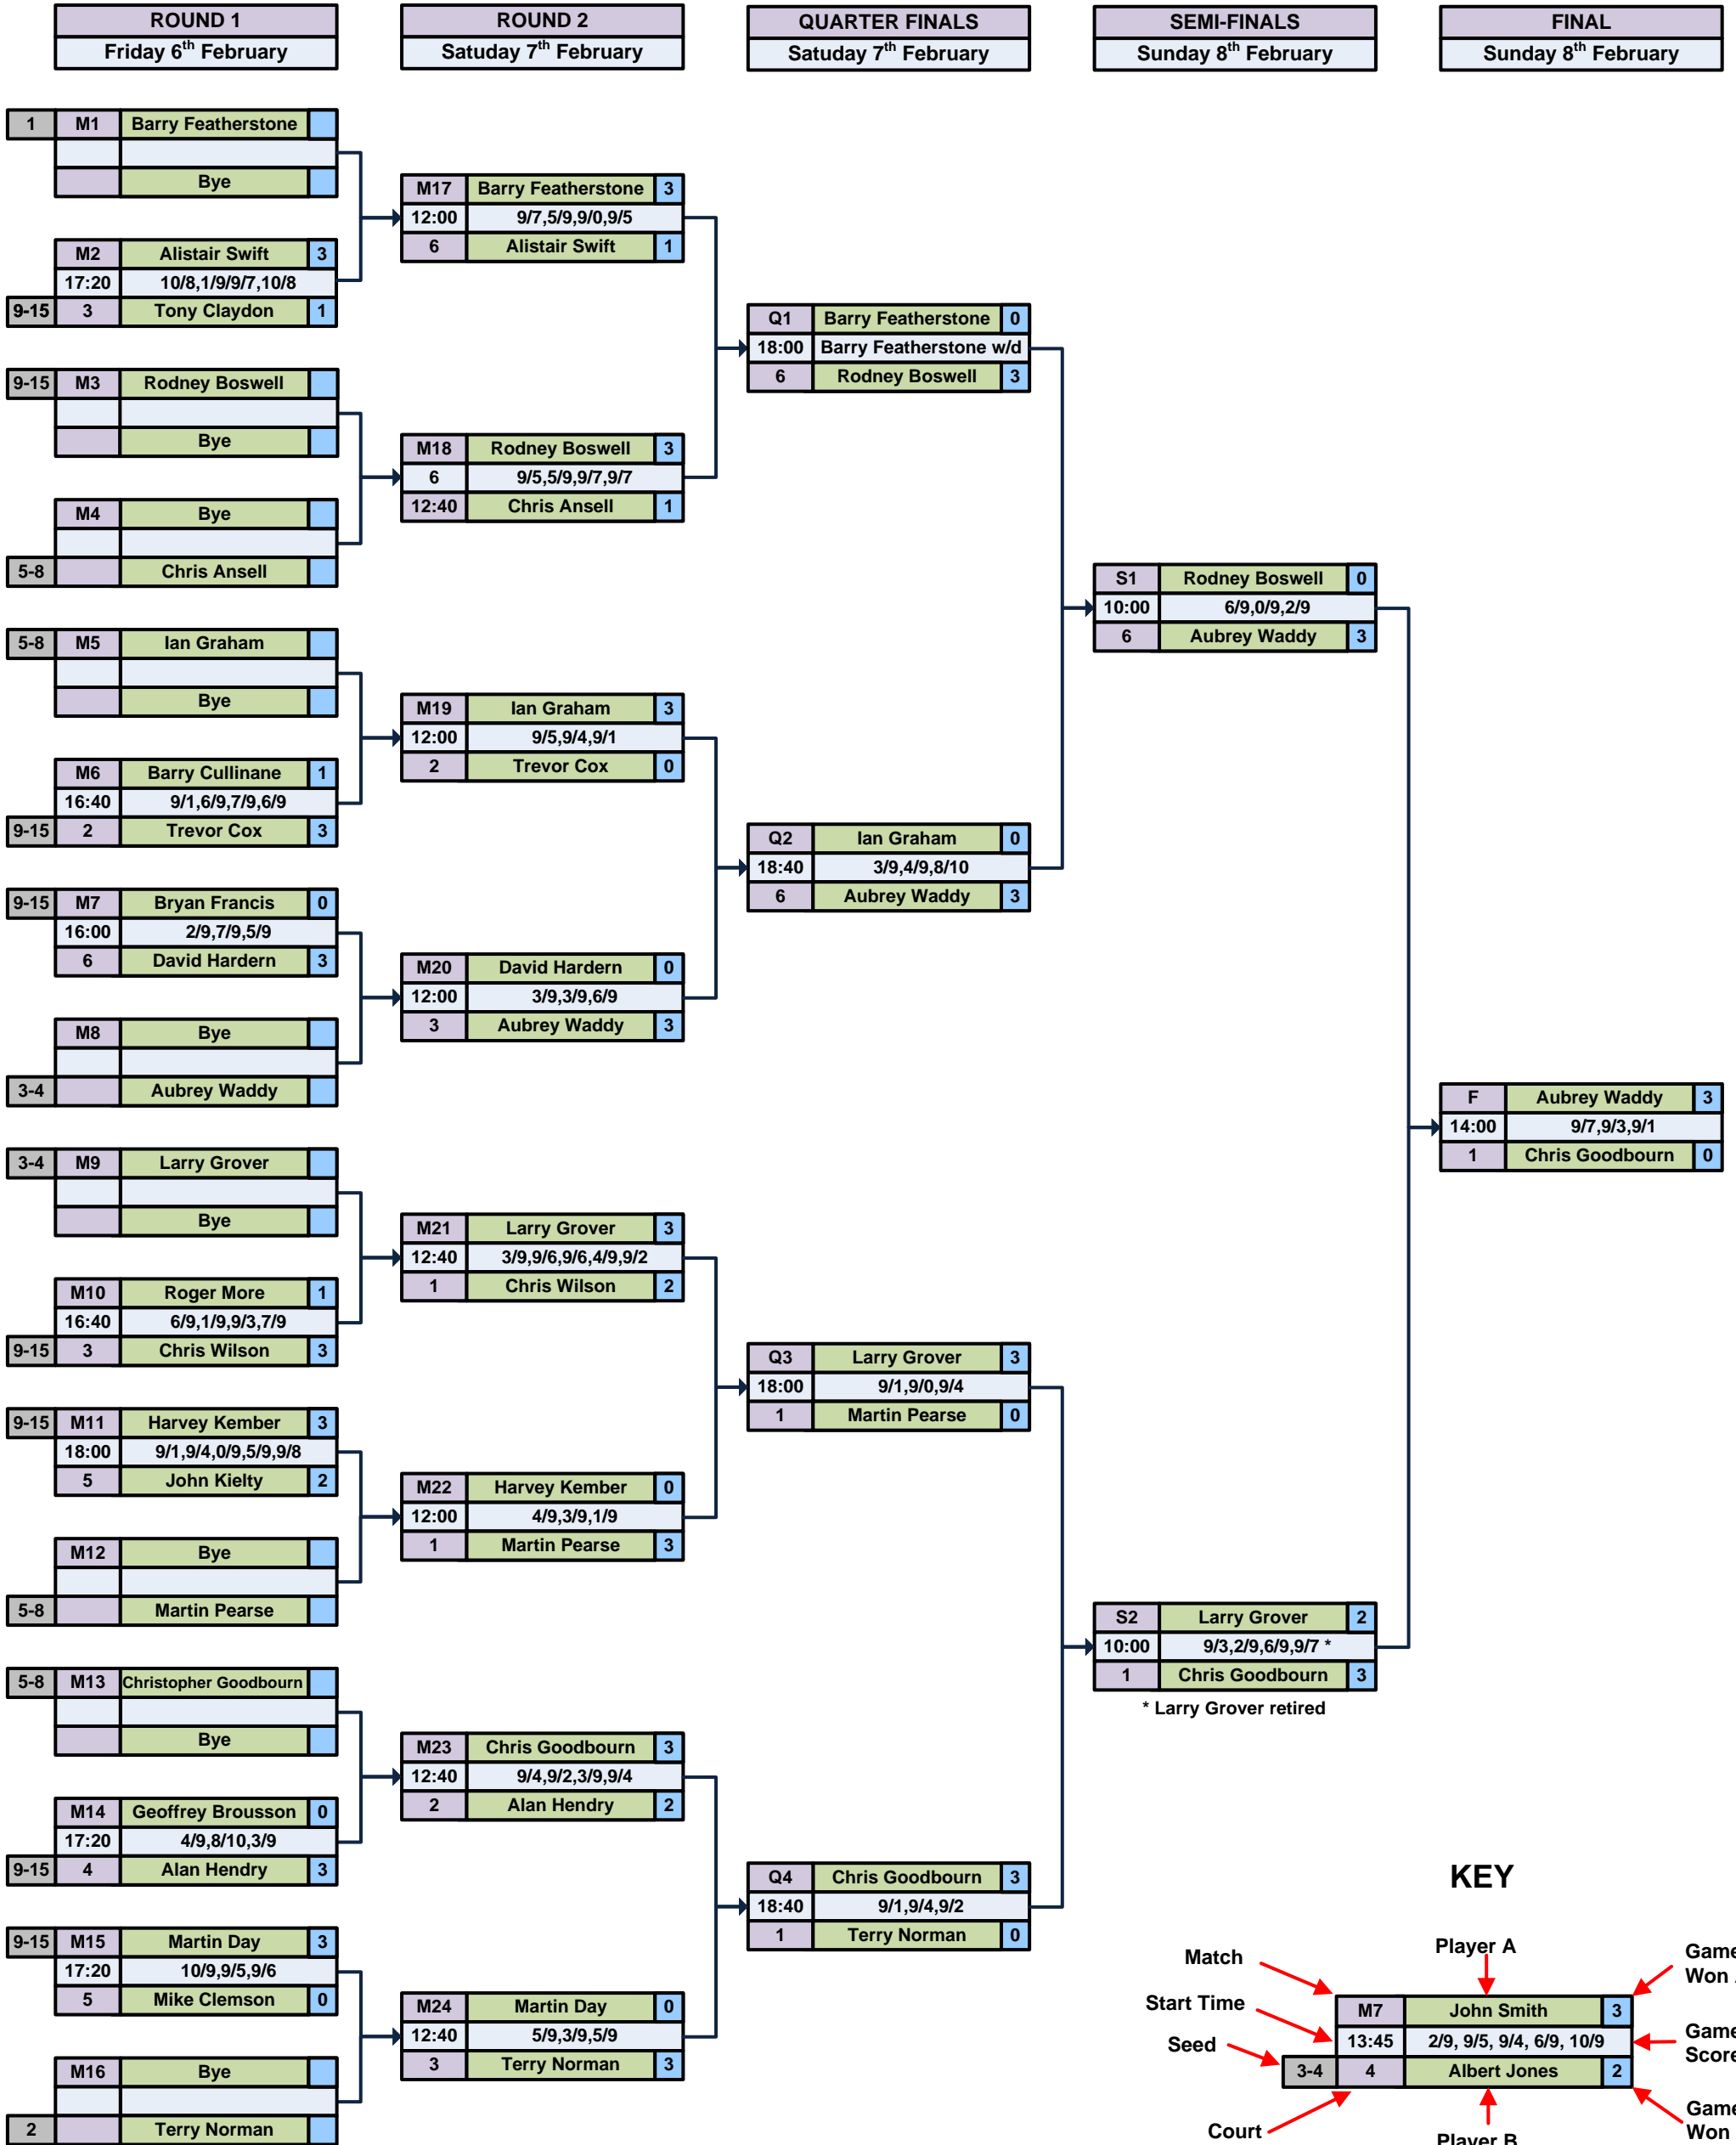 ROUND 1
Friday 6th February
ROUND 2
Satuday 7th February
QUARTER FINALS
Satuday 7th February
SEMI-FINALS
Sunday 8th February
FINAL
Sunday 8th February
1 M1 Barry Featherstone
Bye
M2 Alistair Swift 3
17:20 10/8,1/9,9/7,10/8
9-15 3 Tony Claydon 1
9-15 M3 Rodney Boswell
Bye
M4 Bye
5-8 Chris Ansell
5-8 M5 Ian Graham
Bye
M6 Barry Cullinane 1
16:40 9/1,6/9,7/9,6/9
9-15 2 Trevor Cox 3
9-15 M7 Bryan Francis 0
16:00 2/9,7/9,5/9
6 David Hardern 3
M8 Bye
3-4 Aubrey Waddy
3-4 M9 Larry Grover
Bye
M10 Roger More 1
16:40 6/9,1/9,9/3,7/9
9-15 3 Chris Wilson 3
9-15 M11 Harvey Kember 3
18:00 9/1,9/4,0/9,5/9,9/8
5 John Kielty 2
M12 Bye
5-8 Martin Pearse
5-8 M13 Christopher Goodbourn
Bye
M14 Geoffrey Brousson 0
17:20 4/9,8/10,3/9
9-15 4 Alan Hendry 3
9-15 M15 Martin Day 3
17:20 10/9,9/5,9/6
5 Mike Clemson 0
M16 Bye
2 Terry Norman
M17 Barry Featherstone 3
12:00 9/7,5/9,9/0,9/5
6 Alistair Swift 1
M18 Rodney Boswell 3
6 9/5,5/9,9/7,9/7
12:40 Chris Ansell 1
M19 Ian Graham 3
12:00 9/5,9/4,9/1
2 Trevor Cox 0
M20 David Hardern 0
12:00 3/9,3/9,6/9
3 Aubrey Waddy 3
M21 Larry Grover 3
12:40 3/9,9/6,9/6,4/9,9/2
1 Chris Wilson 2
M22 Harvey Kember 0
12:00 4/9,3/9,1/9
1 Martin Pearse 3
M23 Chris Goodbourn 3
12:40 9/4,9/2,3/9,9/4
2 Alan Hendry 2
M24 Martin Day 0
12:40 5/9,3/9,5/9
3 Terry Norman 3
Q1 Barry Featherstone 0
18:00 Barry Featherstone w/d
6 Rodney Boswell 3
Q2 Ian Graham 0
18:40 3/9,4/9,8/10
6 Aubrey Waddy 3
Q3 Larry Grover 3
18:00 9/1,9/0,9/4
1 Martin Pearse 0
Q4 Chris Goodbourn 3
18:40 9/1,9/4,9/2
1 Terry Norman 0
S1 Rodney Boswell 0
10:00 6/9,0/9,2/9
6 Aubrey Waddy 3
S2 Larry Grover 2
10:00 9/3,2/9,6/9,9/7 *
1 Chris Goodbourn 3
* Larry Grover retired
F Aubrey Waddy 3
14:00 9/7,9/3,9/1
1 Chris Goodbourn 0
KEY
Match
Player A
Game
Won
Start Time
M7 John Smith 3
13:45 2/9, 9/5, 9/4, 6/9, 10/9
Game
Score
Seed
3-4 4 Albert Jones 2
Court
Player B
Game
Won